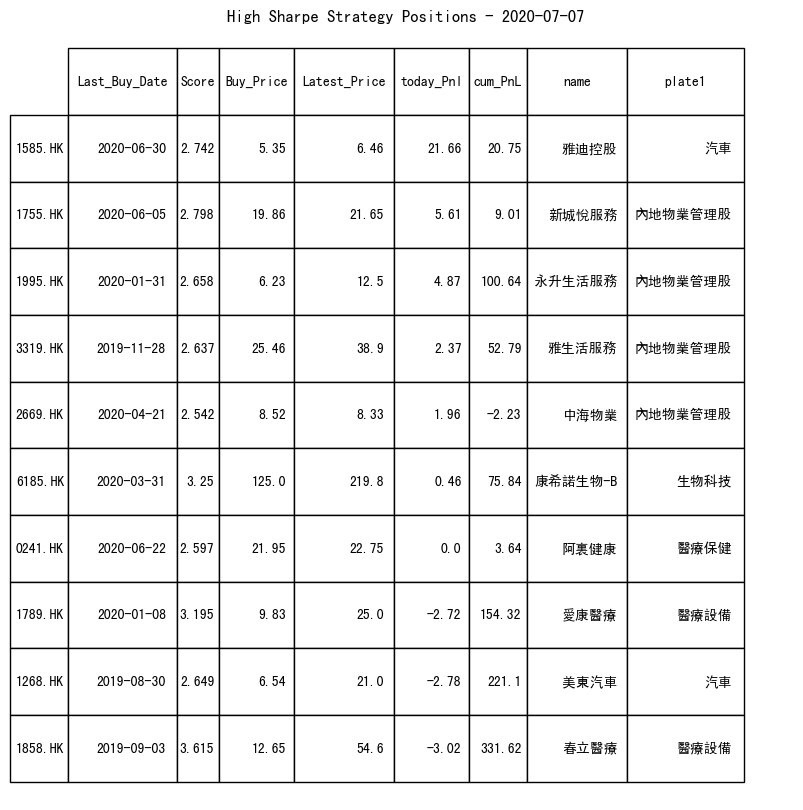 High Sharpe Strategy Positions - 2020-07-07
Last_Buy_Date Score Buy_Price Latest_Price today_Pnl cum_PnL name plate1
1585.HK 2020-06-30 2.742 5.35 6.46 21.66 20.75 雅迪控股 汽車
1755.HK 2020-06-05 2.798 19.86 21.65 5.61 9.01 新城悅服務 內地物業管理股
1995.HK 2020-01-31 2.658 6.23 12.5 4.87 100.64 永升生活服務 內地物業管理股
3319.HK 2019-11-28 2.637 25.46 38.9 2.37 52.79 雅生活服務 內地物業管理股
2669.HK 2020-04-21 2.542 8.52 8.33 1.96 -2.23 中海物業 內地物業管理股
6185.HK 2020-03-31 3.25 125.0 219.8 0.46 75.84 康希諾生物-B 生物科技
0241.HK 2020-06-22 2.597 21.95 22.75 0.0 3.64 阿裏健康 醫療保健
1789.HK 2020-01-08 3.195 9.83 25.0 -2.72 154.32 愛康醫療 醫療設備
1268.HK 2019-08-30 2.649 6.54 21.0 -2.78 221.1 美東汽車 汽車
1858.HK 2019-09-03 3.615 12.65 54.6 -3.02 331.62 春立醫療 醫療設備